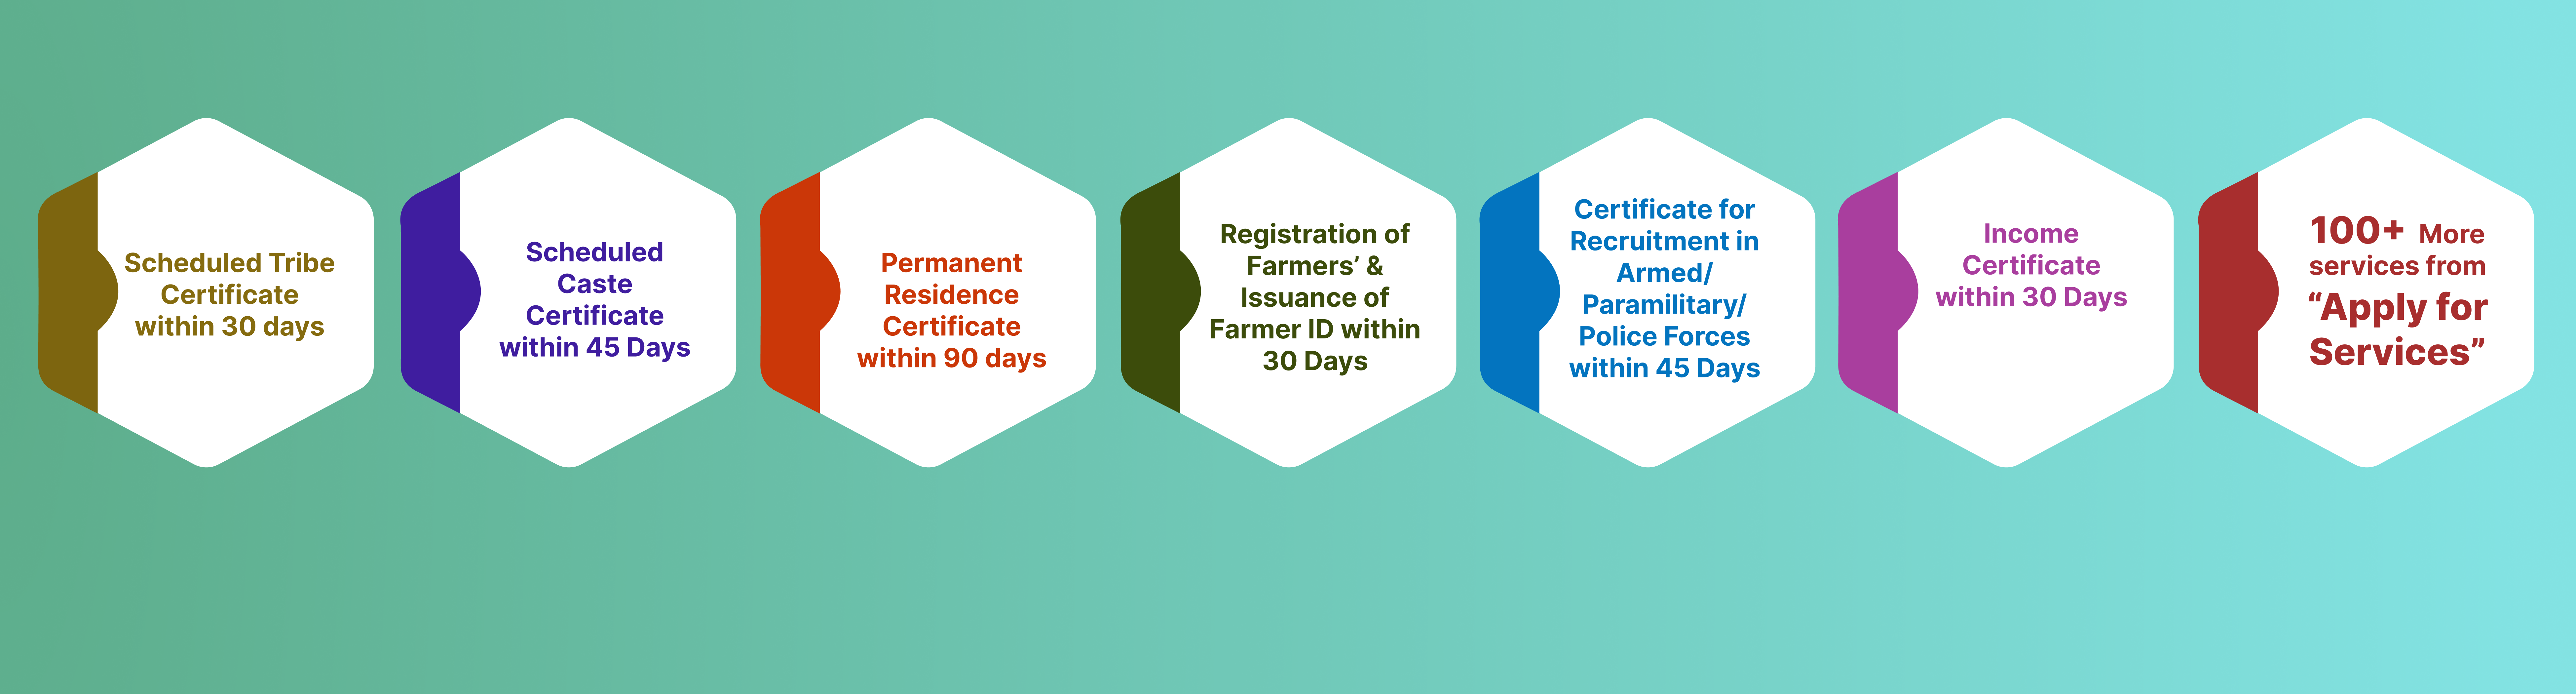 Scheduled Tribe
Certificate
within 30 days
Scheduled
Caste
Certificate
within 45 Days
Permanent
Residence
Certificate
within 90 days
Registration of
Farmers’ &
Issuance of
Farmer ID within
30 Days
Certificate for
Recruitment in
Armed/
Paramilitary/
Police Forces
within 45 Days
Income
Certificate
within 30 Days
100+ More
services from
“Apply for
Services”